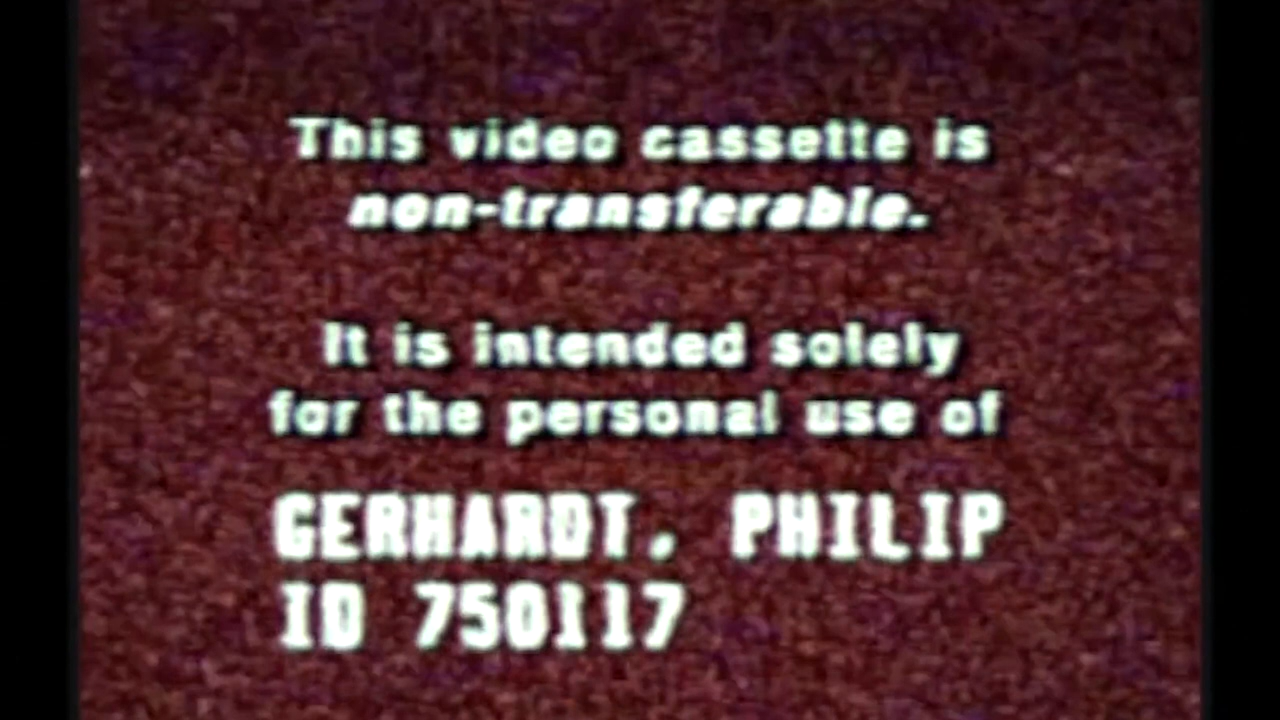 This video cassette is
non-transferable.
It is intended solely
for the personal use of
GERHARDT, PHILIP
ID 750117